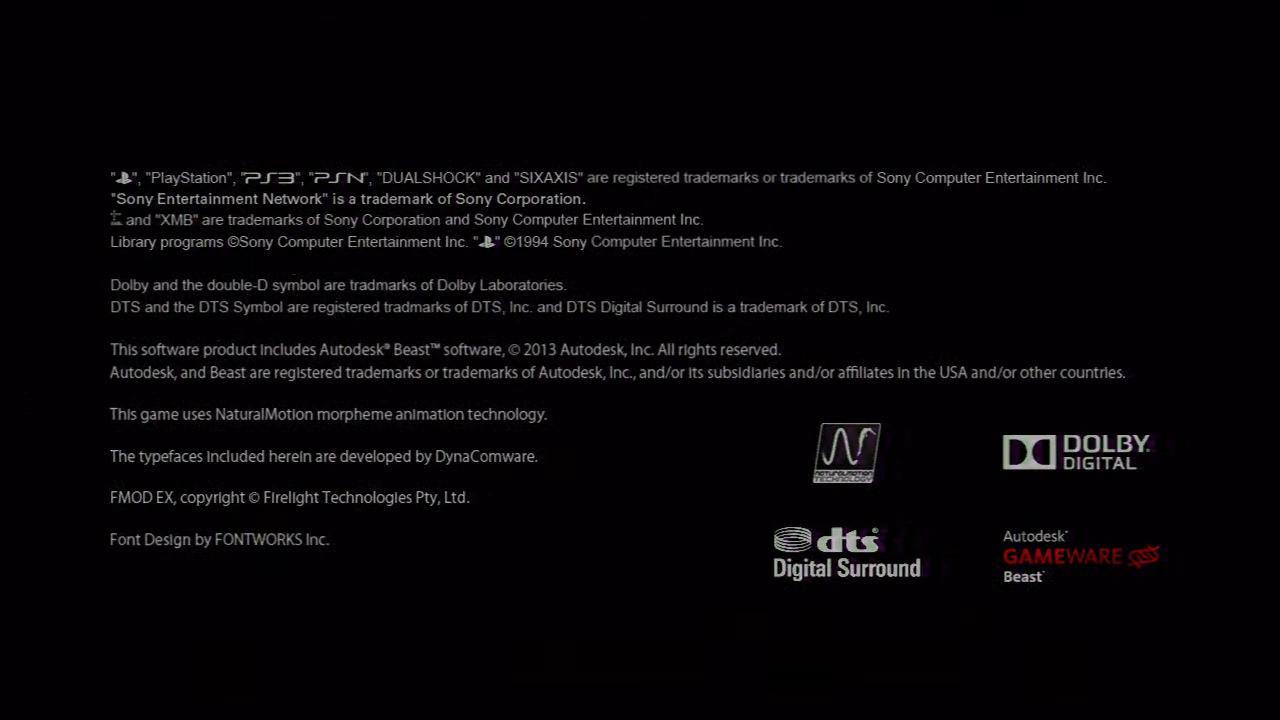 "", "PlayStation", "PS3", "PSN", "DUALSHOCK" and "SIXAXIS" are registered trademarks or trademarks of Sony Computer Entertainment Inc.
"Sony Entertainment Network" is a trademark of Sony Corporation.
and "XMB" are trademarks of Sony Corporation and Sony Computer Entertainment Inc.
Library programs ©Sony Computer Entertainment Inc. "" ©1994 Sony Computer Entertainment Inc.
Dolby and the double-D symbol are tradmarks of Dolby Laboratories.
DTS and the DTS Symbol are registered tradmarks of DTS, Inc. and DTS Digital Surround is a trademark of DTS, Inc.
This software product includes Autodesk® Beast™ software, © 2013 Autodesk, Inc. All rights reserved.
Autodesk, and Beast are registered trademarks or trademarks of Autodesk, Inc., and/or its subsidiaries and/or affiliates in the USA and/or other countries.
This game uses NaturalMotion morpheme animation technology.
The typefaces included herein are developed by DynaComware.
FMOD EX, copyright © Firelight Technologies Pty, Ltd.
Font Design by FONTWORKS Inc.
NATURALMOTION
TECHNOLOGY
DOLBY
DIGITAL
dts®
Digital Surround
Autodesk®
GAMEWARE
Beast™